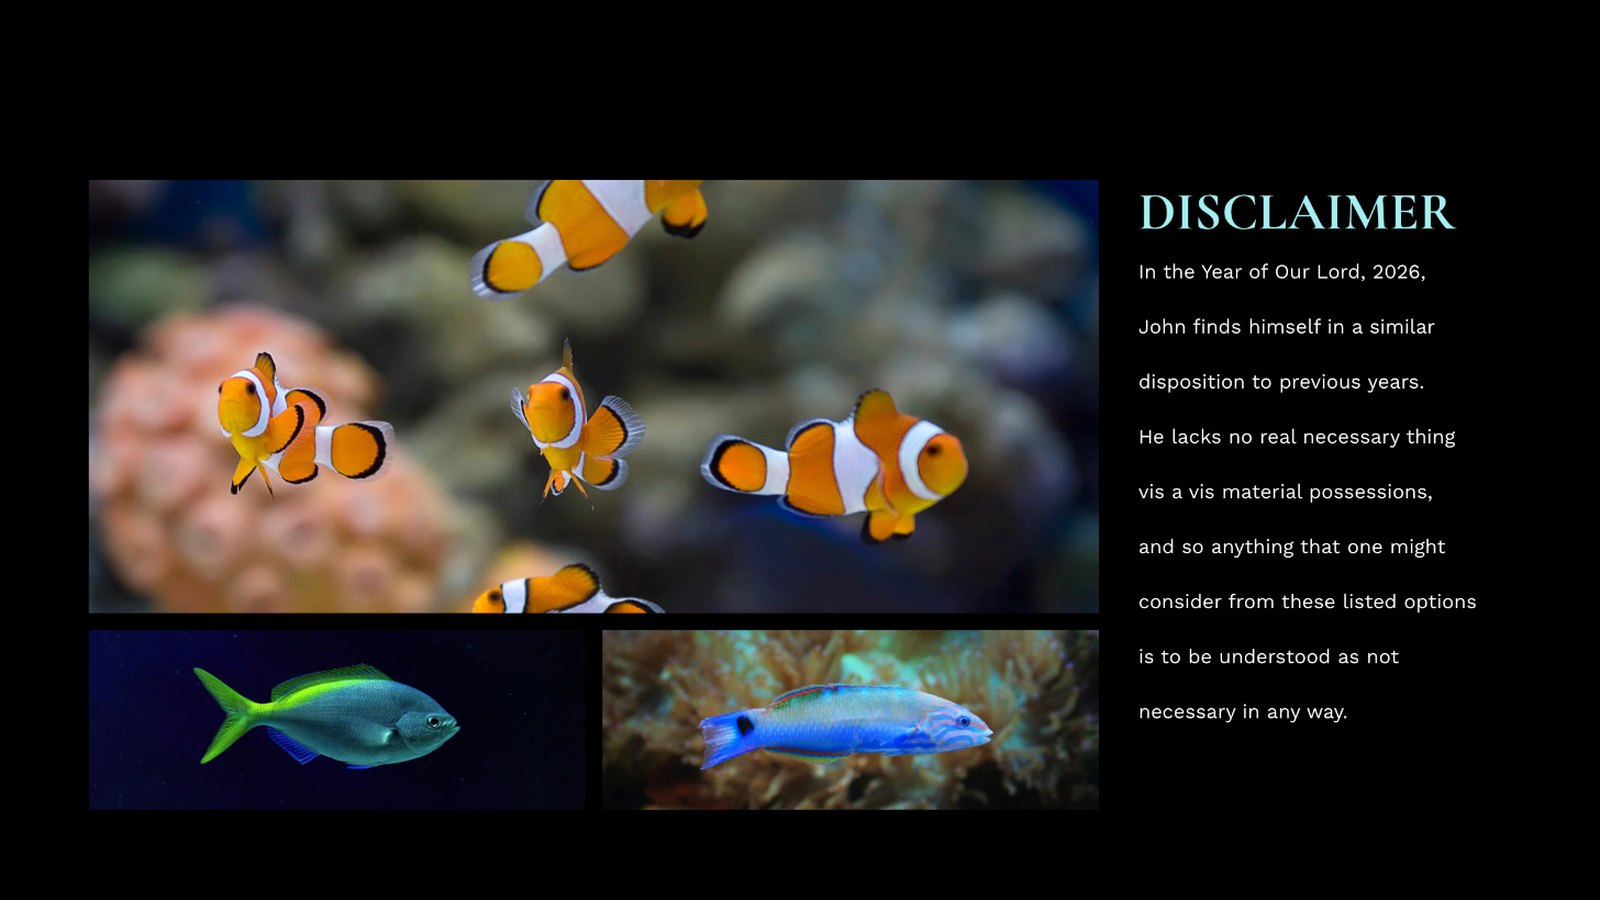 DISCLAIMER
In the Year of Our Lord, 2026,
John finds himself in a similar
disposition to previous years.
He lacks no real necessary thing
vis a vis material possessions,
and so anything that one might
consider from these listed options
is to be understood as not
necessary in any way.